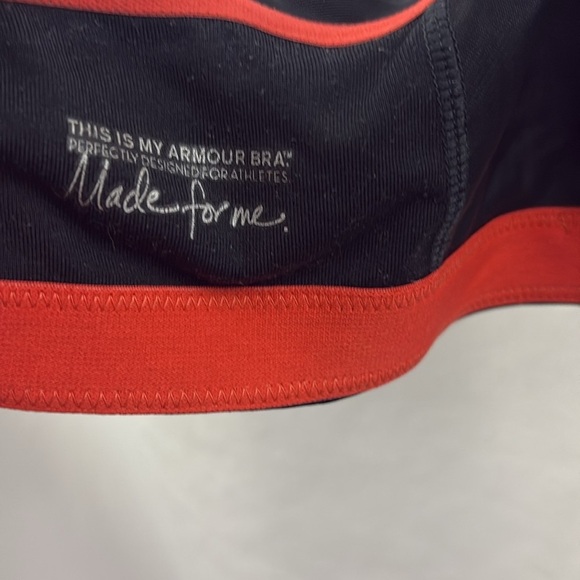 THIS IS MY ARMOUR BRA™
PERFECTLY DESIGNED FOR ATHLETES
Made for me.